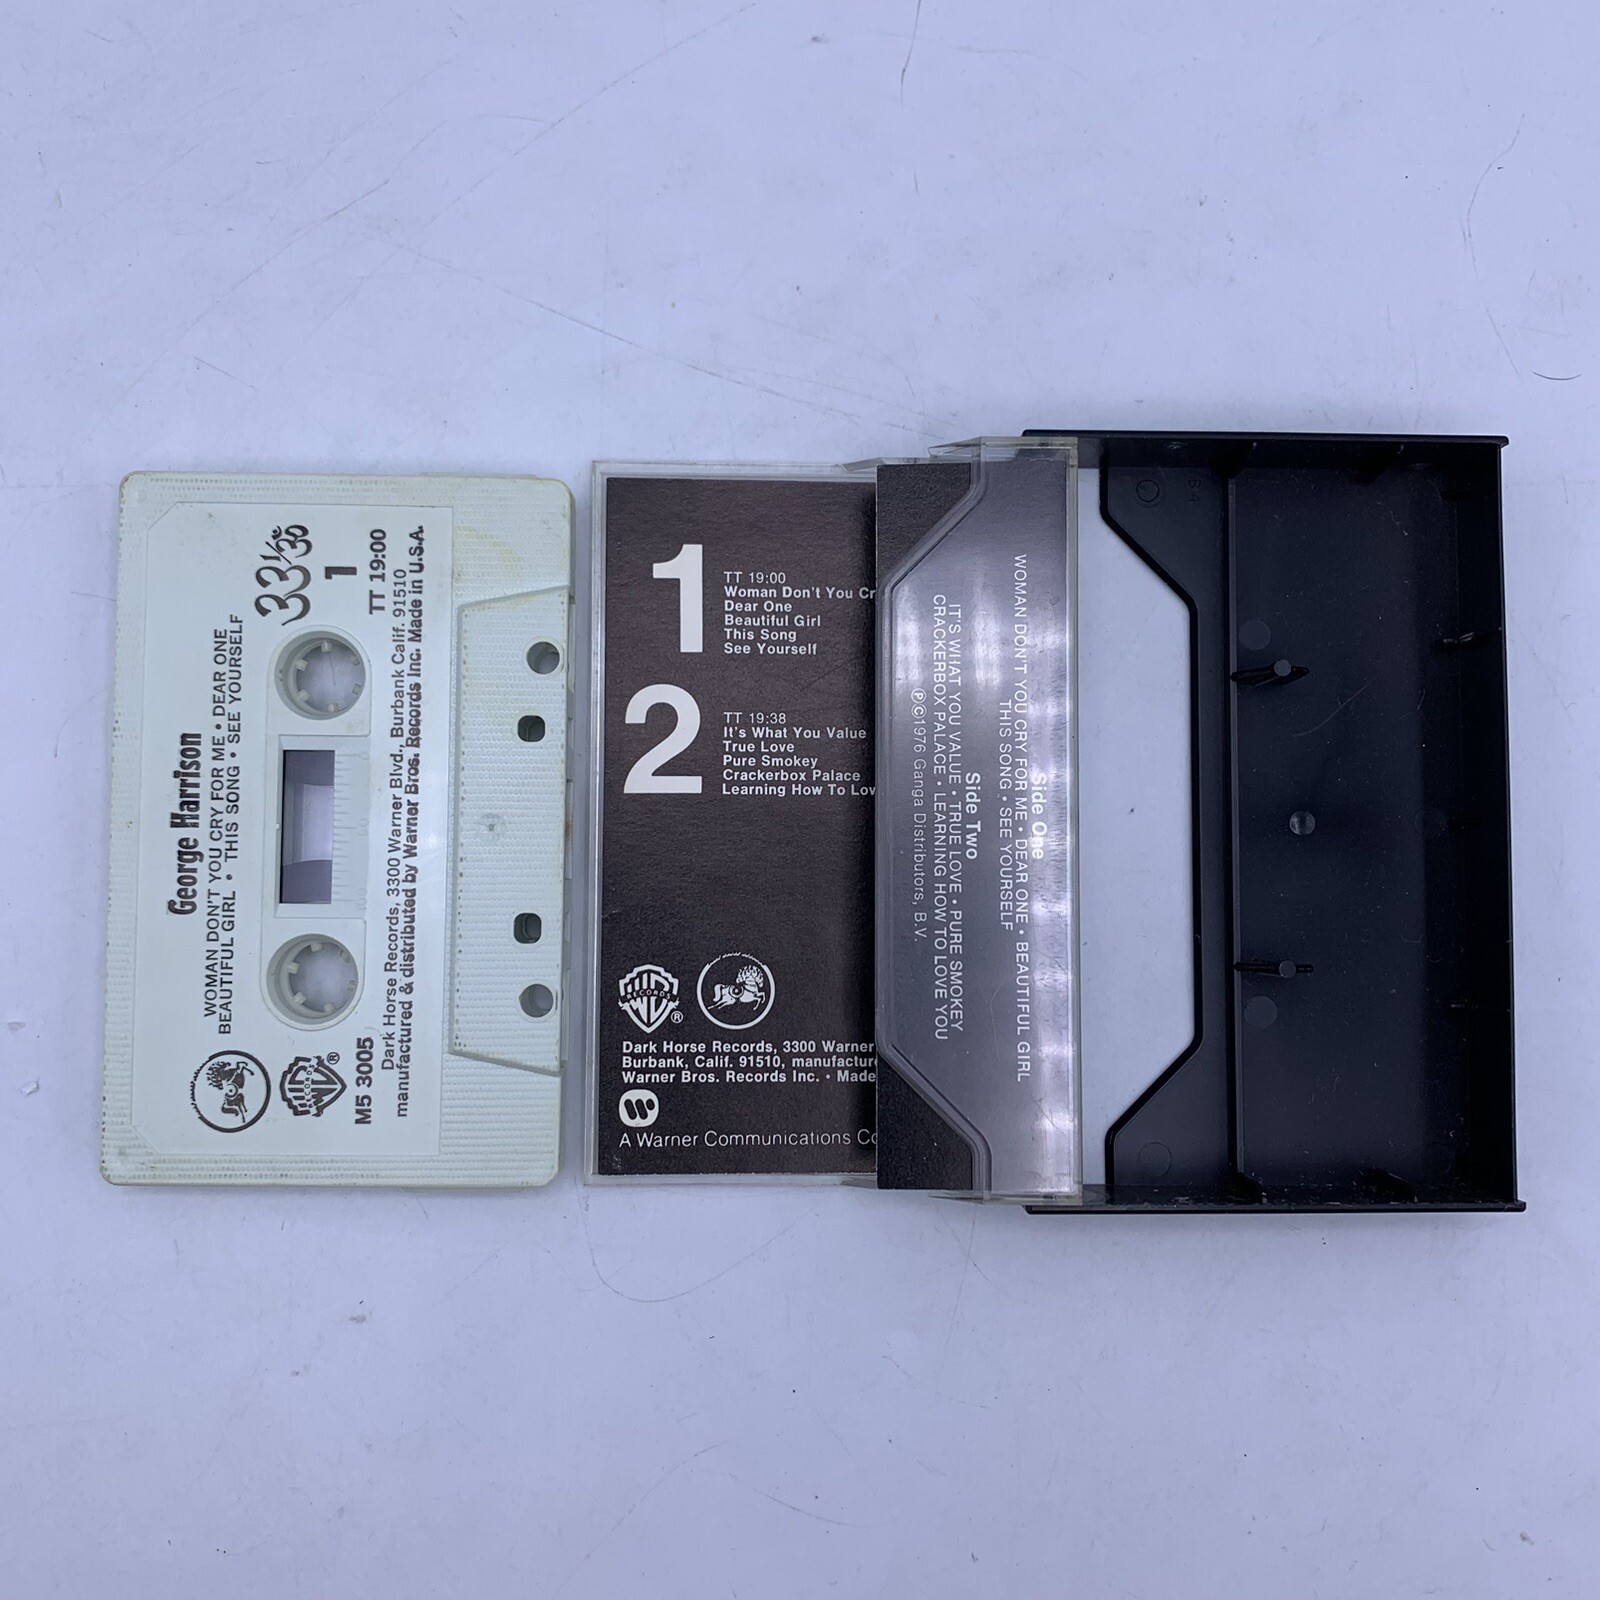 George Harrison
WOMAN DON'T YOU CRY FOR ME • DEAR ONE
BEAUTIFUL GIRL • THIS SONG • SEE YOURSELF
33⅓
1
TT 19:00
M5 3005
RECORDS
®
Dark Horse Records, 3300 Warner Blvd., Burbank Calif. 91510
manufactured & distributed by Warner Bros. Records Inc. Made in U.S.A.
1
TT 19:00
Woman Don't You Cr
Dear One
Beautiful Girl
This Song
See Yourself
2
TT 19:38
It's What You Value
True Love
Pure Smokey
Crackerbox Palace
Learning How To Lov
RECORDS
®
Dark Horse Records, 3300 Warner
Burbank, Calif. 91510, manufacture
Warner Bros. Records Inc. • Made
A Warner Communications Co
Side One
WOMAN DON'T YOU CRY FOR ME • DEAR ONE • BEAUTIFUL GIRL
THIS SONG • SEE YOURSELF
Side Two
IT'S WHAT YOU VALUE • TRUE LOVE • PURE SMOKEY
CRACKERBOX PALACE • LEARNING HOW TO LOVE YOU
℗©1976 Ganga Distributors, B.V.